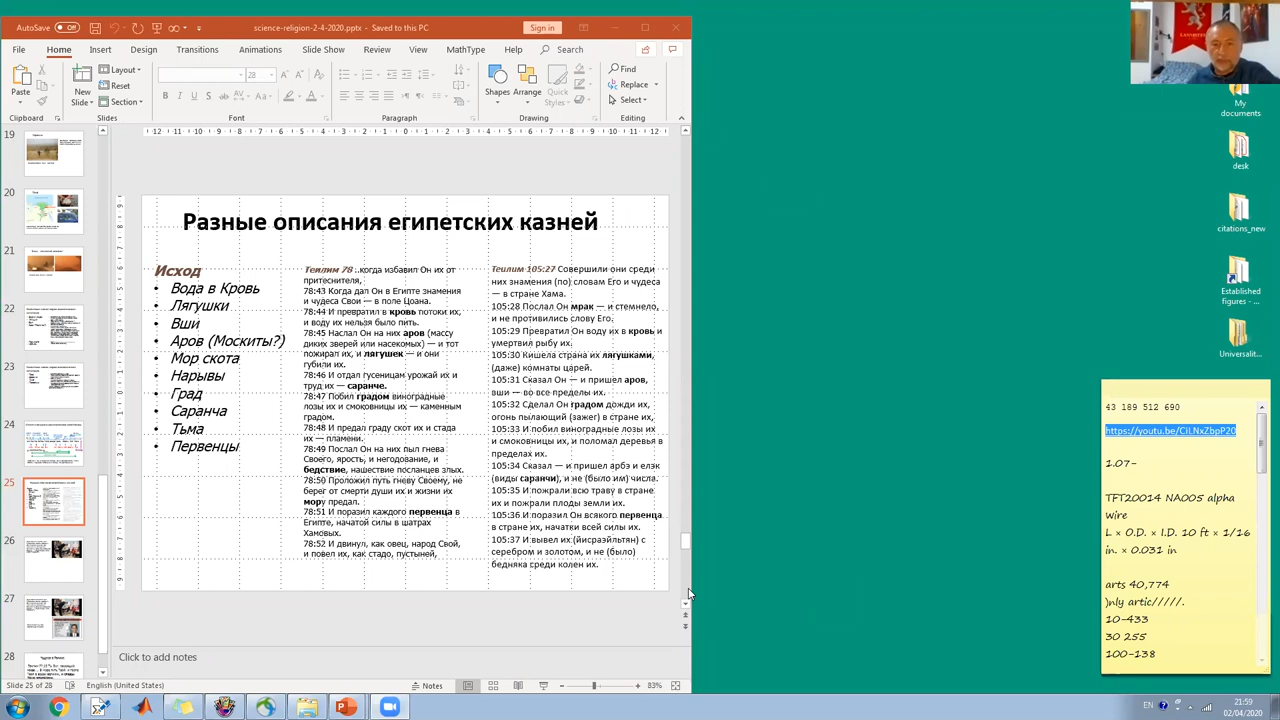 AutoSave
Off
science-religion-2-4-2020.pptx - Saved to this PC
Sign in
LANNISTER
File Home Insert Design Transitions Animations Slide Show Review View MathType Help Search
Paste
New
Slide
Layout
Reset
Section
28
Shapes Arrange Quick
Styles
Find
Replace
Select
Clipboard Slides Font Paragraph Drawing Editing
19
20
21
22
23
24
25
26
27
28
Разные описания египетских казней
Исход
• Вода в Кровь
• Лягушки
• Вши
• Аров (Москиты?)
• Мор скота
• Нарывы
• Град
• Саранча
• Тьма
• Первенцы
Теилим 78 ..когда избавил Он их от
притеснителя,
78:43 Когда дал Он в Египте знамения
и чудеса Свои — в поле Цоана.
78:44 И превратил в кровь потоки их,
и воду их нельзя было пить.
78:45 Наслал Он на них аров (массу
диких зверей или насекомых) — и тот
пожирал их, и лягушек — и они
губили их.
78:46 И отдал гусеницам урожай их и
труд их — саранче.
78:47 Побил градом виноградные
лозы их и смоковницы их — каменным
градом,
78:48 И предал граду скот их и стада
их — пламени.
78:49 Послал Он на них пыл гнева
Своего, ярость, и негодование, и
бедствие, нашествие посланцев злых.
78:50 Проложил путь гневу Своему, не
берег от смерти души их и жизни их
мору предал,
78:51 И поразил каждого первенца в
Египте, начатой силы в шатрах
Хамовых.
78:52 И двинул, как овец, народ Свой,
и повел их, как стадо, пустыней,
Теилим 105:27 Совершили они среди
них знамения (по) словам Его и чудеса
— в стране Хама.
105:28 Послал Он мрак — и стемнело,
и не противились слову Его.
105:29 Превратил Он воду их в кровь и
умертвил рыбу их.
105:30 Кишела страна их лягушками,
(даже) комнаты царей.
105:31 Сказал Он — и пришел аров,
вши — во все пределы их.
105:32 Сделал Он градом дожди их,
огонь пылающий (зажег) в стране их,
105:33 И побил виноградные лозы их
и смоковницы их, и поломал деревья в
пределах их.
105:34 Сказал — и пришел арбэ и елэк
(виды саранчи), и не (было им) числа.
105:35 И пожрали всю траву в стране
их и пожрали плоды земли их.
105:36 И поразил Он всякого первенца
в стране их, начатки всей силы их.
105:37 И вывел их (йисраэйльтян) с
серебром и золотом, и не (было)
бедняка среди колен их.
Click to add notes
Slide 25 of 28 English (United States) Notes 83%
My
documents
desk
citations_new
Established
figures - ...
Universalit...
43 189 512 690
https://youtu.be/CiLNxZbpP20
1.07-
TFT20014 NA005 alpha
Wire
L × O.D. × I.D. 10 ft × 1/16
in. × 0.031 in
arts 40,774
)nly artic/////.
10-433
30 255
100-138
EN
21:59
02/04/2020